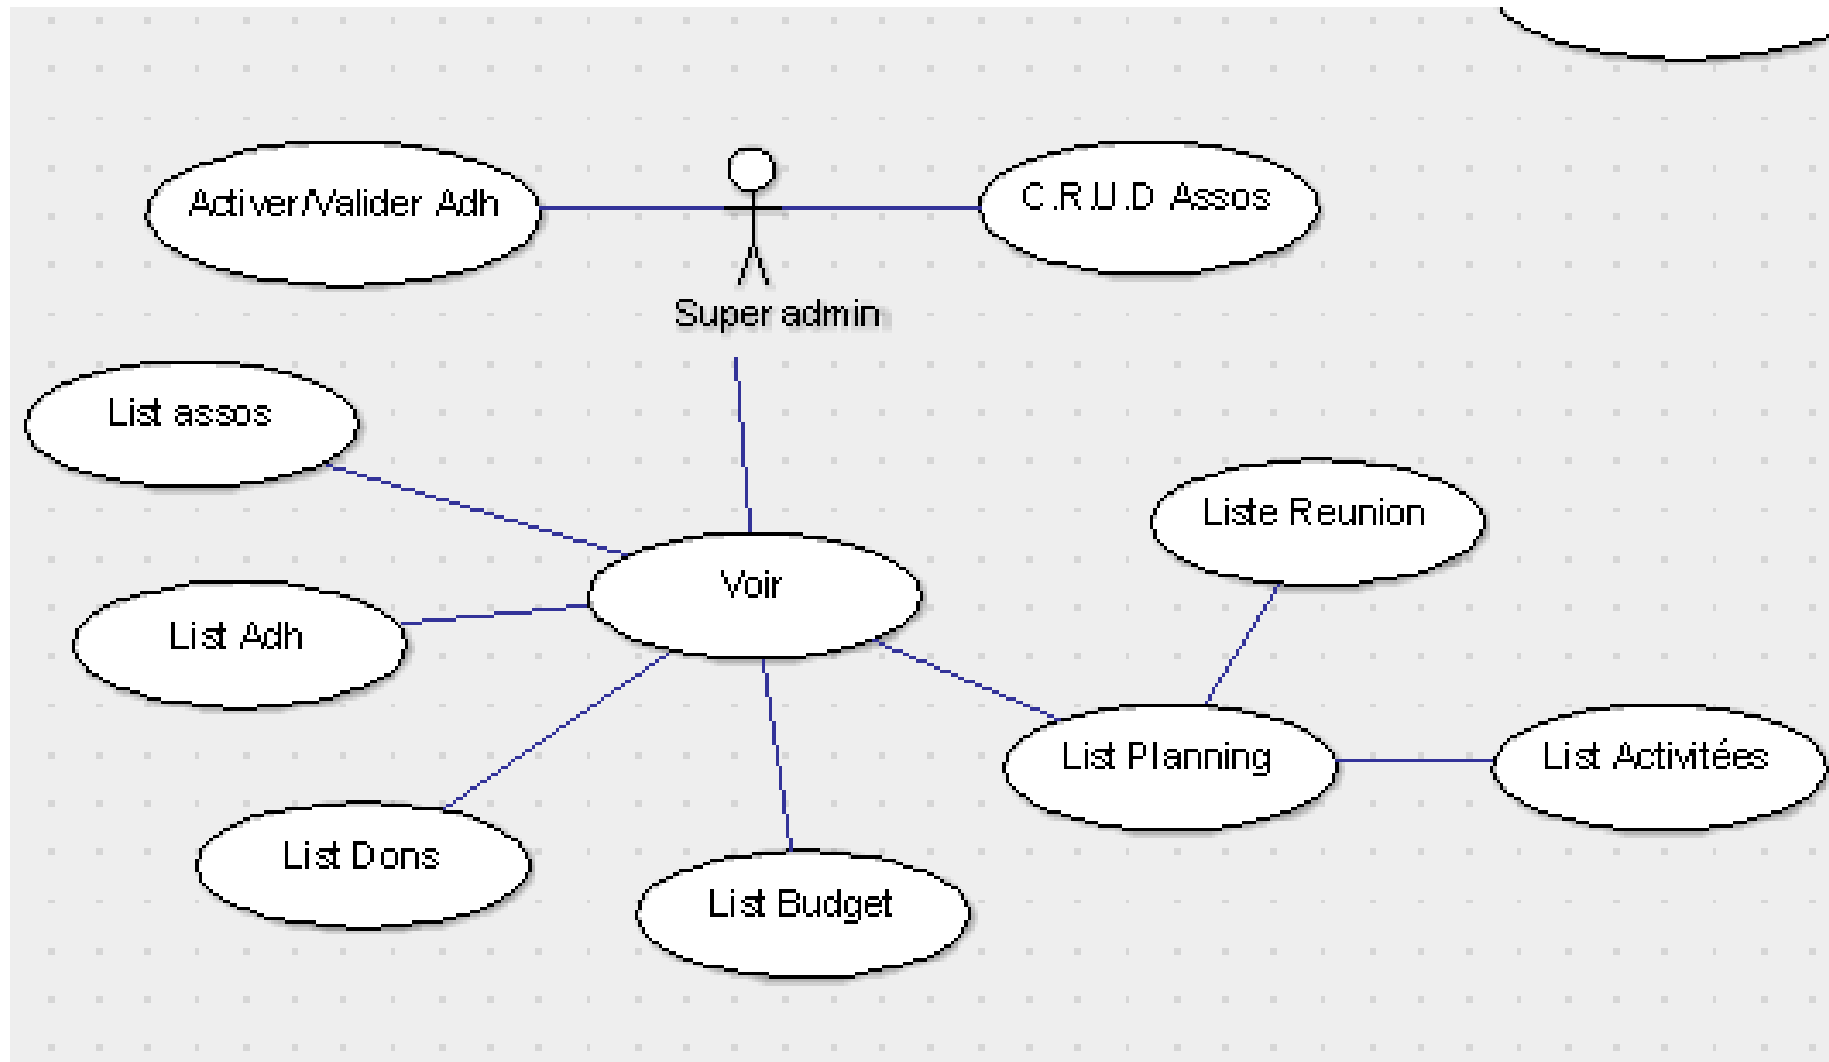 Activer/Valider Adh
C.R.U.D Assos
Super admin
List assos
Liste Reunion
Voir
List Adh
List Planning
List Activitées
List Dons
List Budget